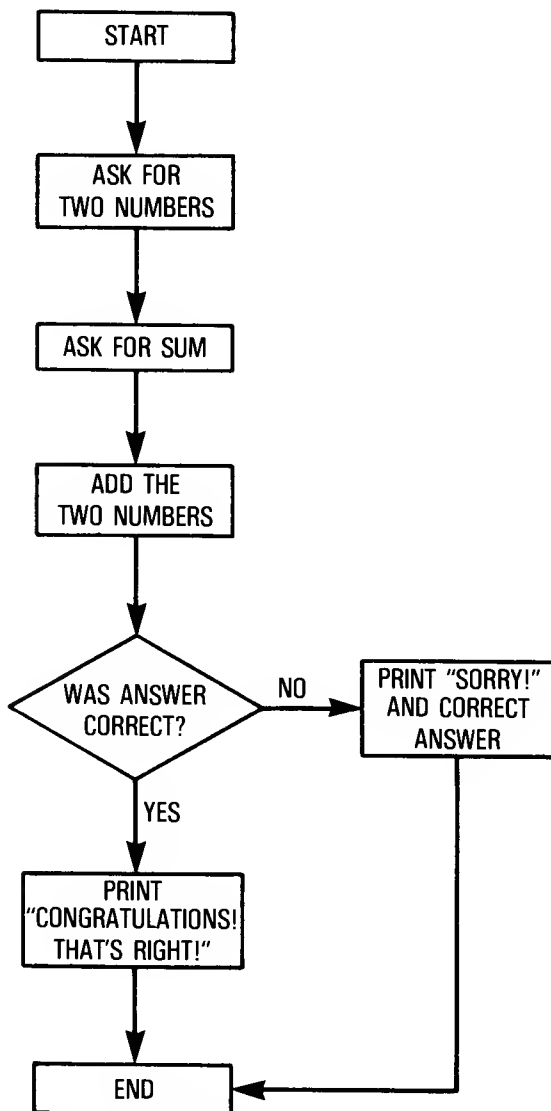 START
ASK FOR
TWO NUMBERS
ASK FOR SUM
ADD THE
TWO NUMBERS
WAS ANSWER
CORRECT?
NO
PRINT "SORRY!"
AND CORRECT
ANSWER
YES
PRINT
"CONGRATULATIONS!
THAT'S RIGHT!"
END